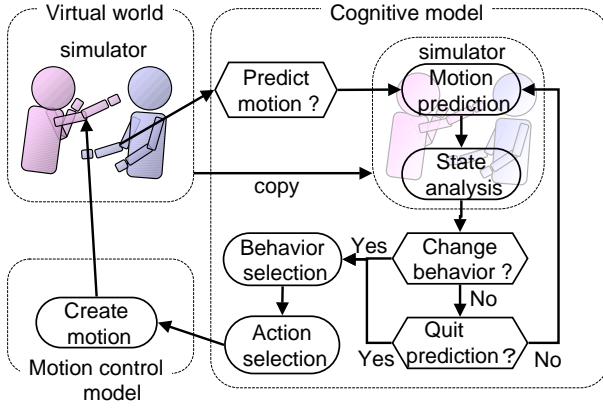 Virtual world
simulator
Cognitive model
Predict
motion ?
simulator
Motion
prediction
copy
State
analysis
Behavior
selection
Yes
Change
behavior ?
No
Create
motion
Action
selection
Quit
prediction ?
Yes
No
Motion control
model